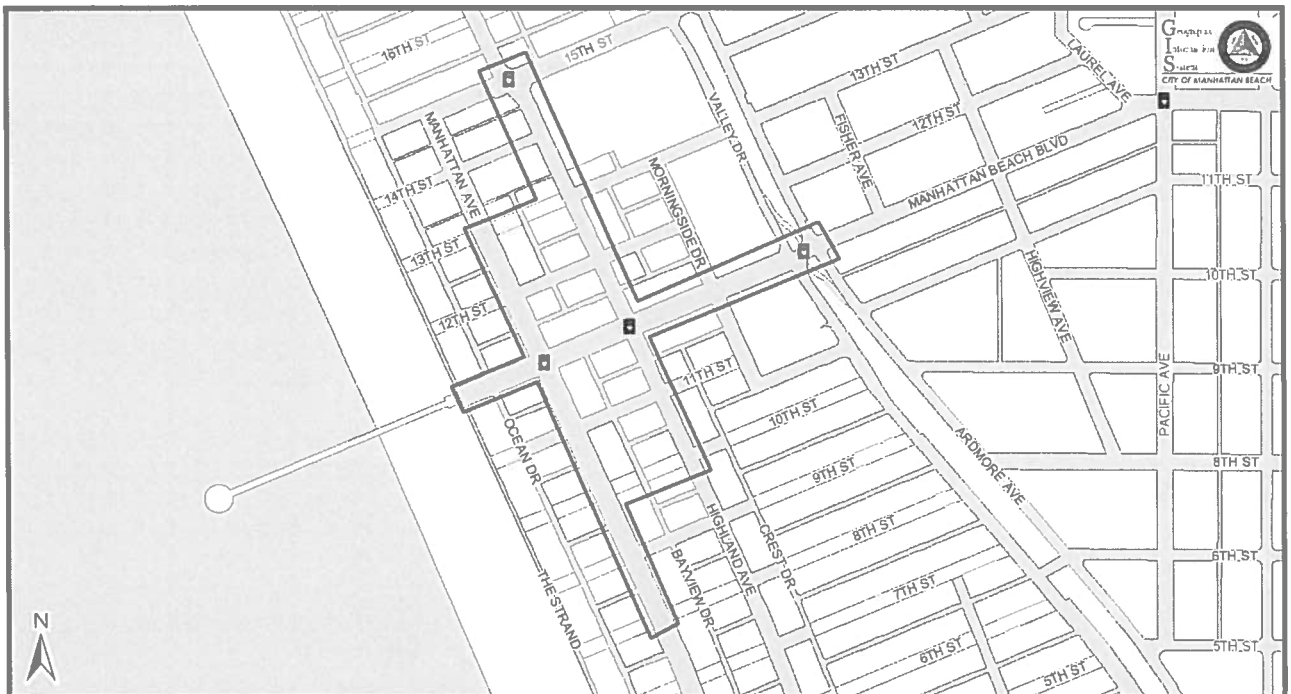 16TH ST
15TH ST
MANHATTAN AVE
14TH ST
13TH ST
12TH ST
VALLEY DR
MORNINGSIDE DR
13TH ST
FISHER AVE
12TH ST
MANHATTAN BEACH BLVD
LAUREL AVE
CITY OF MANHATTAN BEACH
11TH ST
10TH ST
HIGHVIEW AVE
9TH ST
PACIFIC AVE
8TH ST
6TH ST
5TH ST
11TH ST
10TH ST
ARDMORE AVE
9TH ST
8TH ST
7TH ST
6TH ST
5TH ST
OCEAN DR
THE STRAND
BAYVIEW DR
HIGHLAND AVE
CREST DR
N